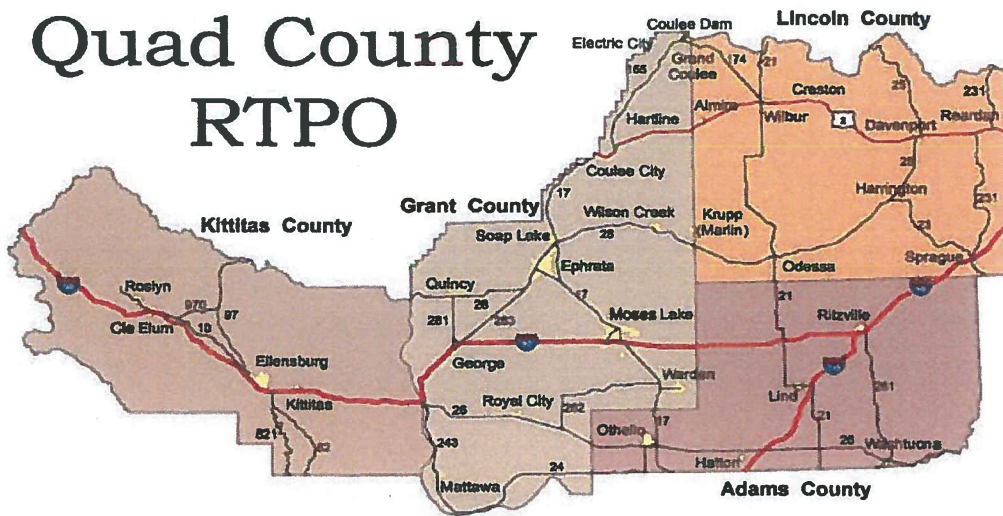 Quad County
RTPO
Coulee Dam
Lincoln County
Electric City
174
21
Grand
Coulee
155
Creston
25
231
Almira
Hartline
Wilbur
2
Davenport
Reardan
Coulee City
28
17
Harrington
Grant County
Wilson Creek
Krupp
(Marlin)
231
Kittitas County
23
Soap Lake
28
Sprague
Ephrata
Odessa
Roslyn
970
97
Quincy
28
17
21
10
281
283
Moses Lake
Ritzville
Cle Elum
George
Ellensburg
Warden
Lind
261
Kittitas
26
Royal City
262
21
821
82
Othello
17
26
Washtucna
243
Hatton
24
Mattawa
Adams County